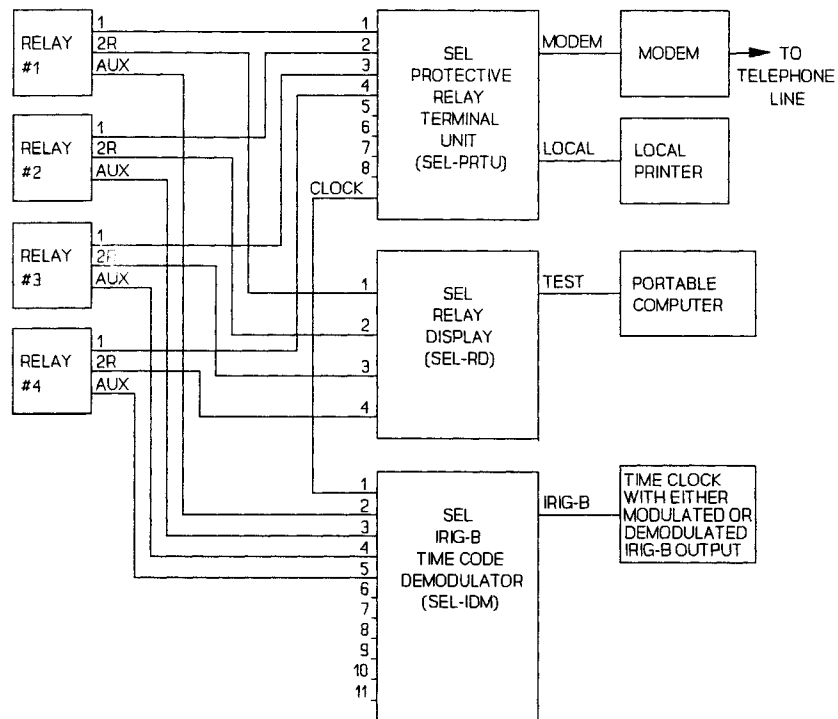 RELAY
#1
1
2R
AUX
RELAY
#2
1
2R
AUX
RELAY
#3
1
2R
AUX
RELAY
#4
1
2R
AUX
1
2
3
4
5
6
7
8
CLOCK
SEL
PROTECTIVE
RELAY
TERMINAL
UNIT
(SEL-PRTU)
MODEM
MODEM
TO
TELEPHONE
LINE
LOCAL
LOCAL
PRINTER
1
2
3
4
SEL
RELAY
DISPLAY
(SEL-RD)
TEST
PORTABLE
COMPUTER
1
2
3
4
5
6
7
8
9
10
11
SEL
IRIG-B
TIME CODE
DEMODULATOR
(SEL-IDM)
IRIG-B
TIME CLOCK
WITH EITHER
MODULATED OR
DEMODULATED
IRIG-B OUTPUT